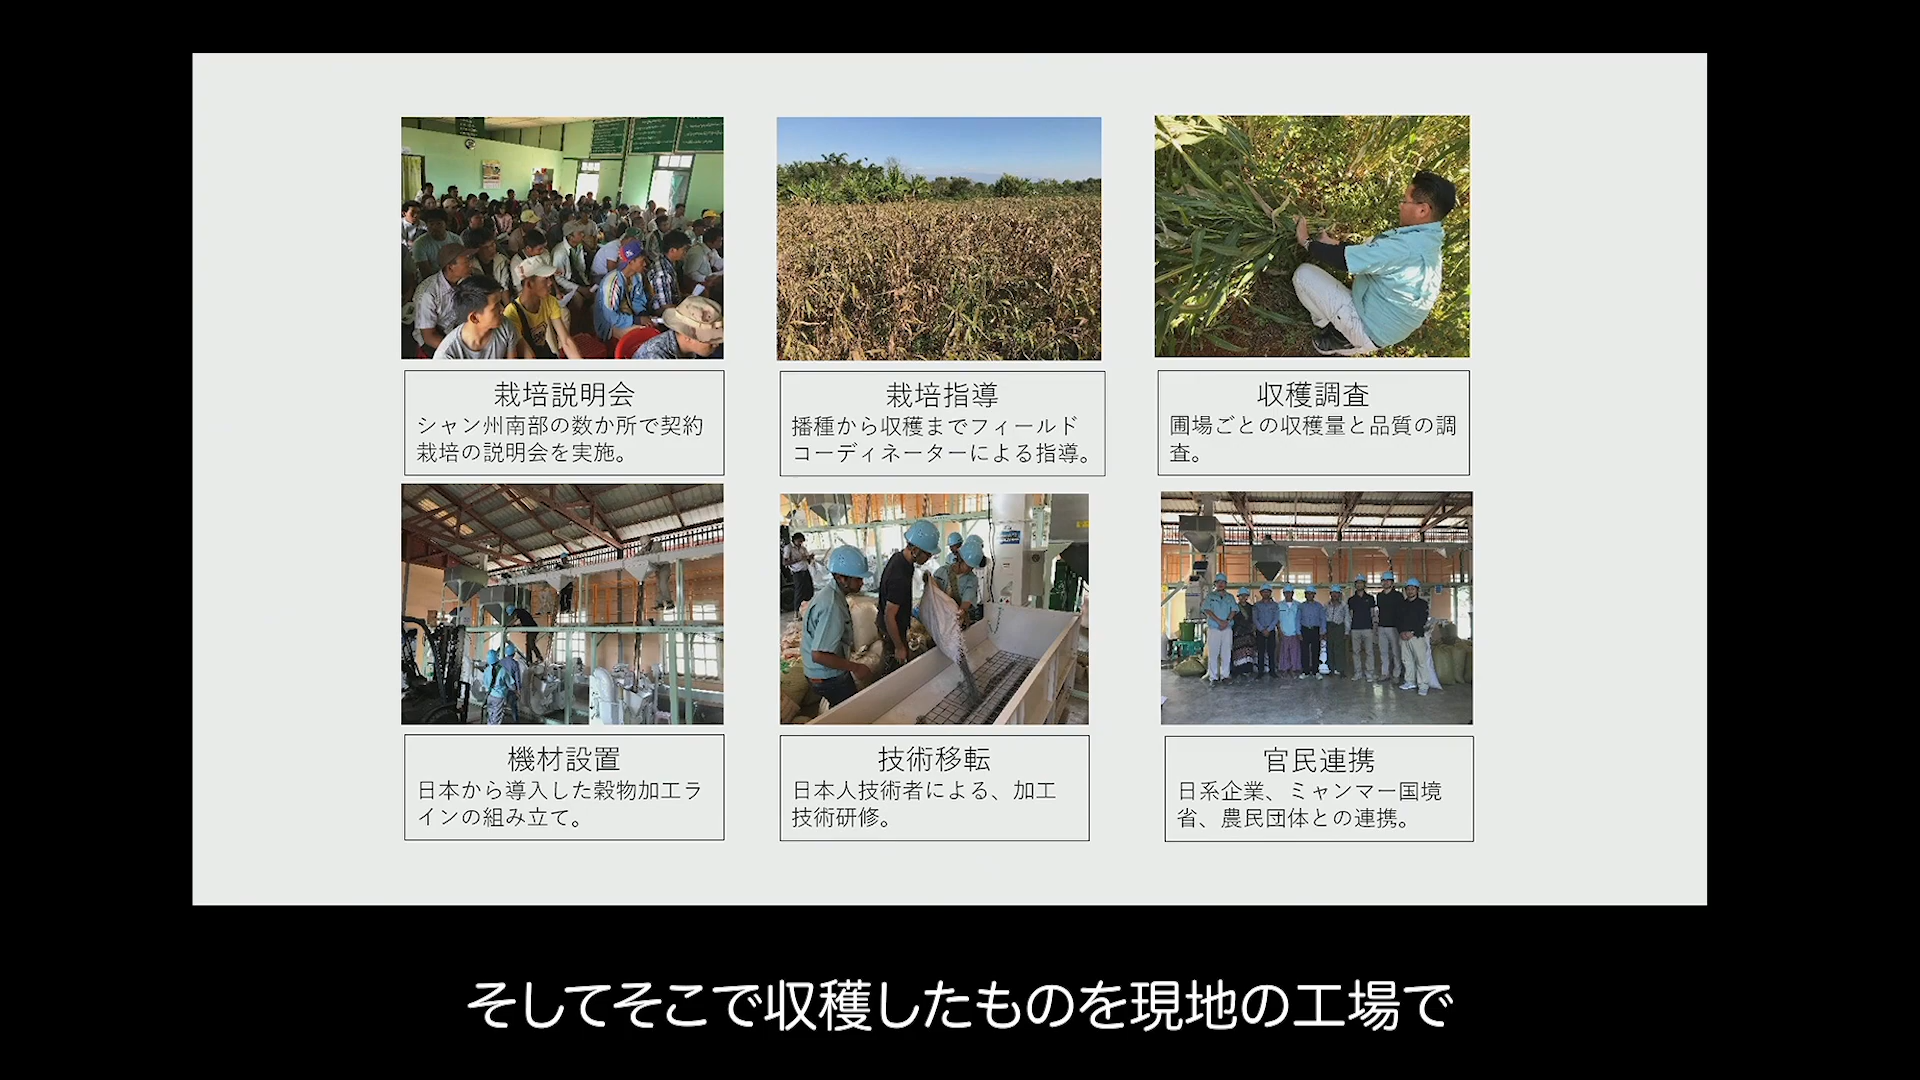 栽培説明会
シャン州南部の数か所で契約
栽培の説明会を実施。
栽培指導
播種から収穫までフィールド
コーディネーターによる指導。
収穫調査
圃場ごとの収穫量と品質の調
査。
機材設置
日本から導入した穀物加工ラ
インの組み立て。
技術移転
日本人技術者による、加工
技術研修。
官民連携
日系企業、ミャンマー国境
省、農民団体との連携。
そしてそこで収穫したものを現地の工場で